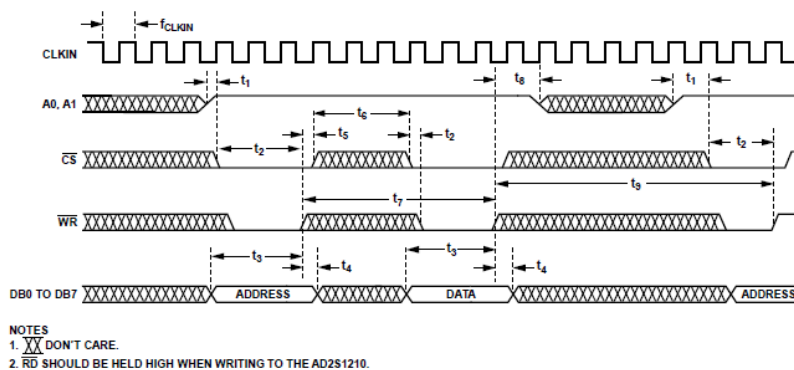 fCLKIN
CLKIN
t1 t8 t1
A0, A1
t6
t5 t2
t2 t2
CS
t9
t7
WR
t3 t3
t4 t4
DB0 TO DB7 ADDRESS DATA ADDRESS
NOTES
1. DON'T CARE.
2. RD SHOULD BE HELD HIGH WHEN WRITING TO THE AD2S1210.